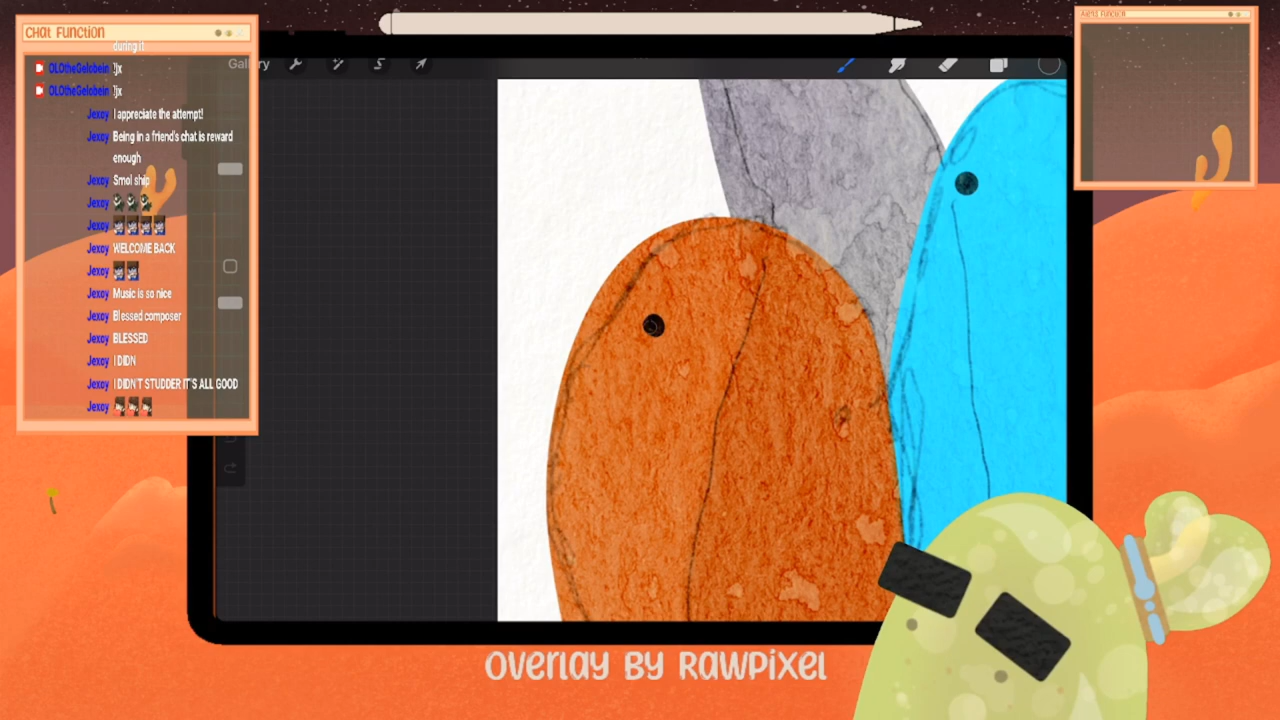 CHat Function
during it
OLOtheGelobein !jx
OLOtheGelobein !jx
Jexoy I appreciate the attempt!
Jexoy Being in a friend's chat is reward
enough
Jexoy Smol ship
Jexoy
Jexoy
Jexoy WELCOME BACK
Jexoy
Jexoy Music is so nice
Jexoy Blessed composer
Jexoy BLESSED
Jexoy I DIDN
Jexoy I DIDN'T STUDDER IT'S ALL GOOD
Jexoy
Gallery
Overlay by Rawpixel